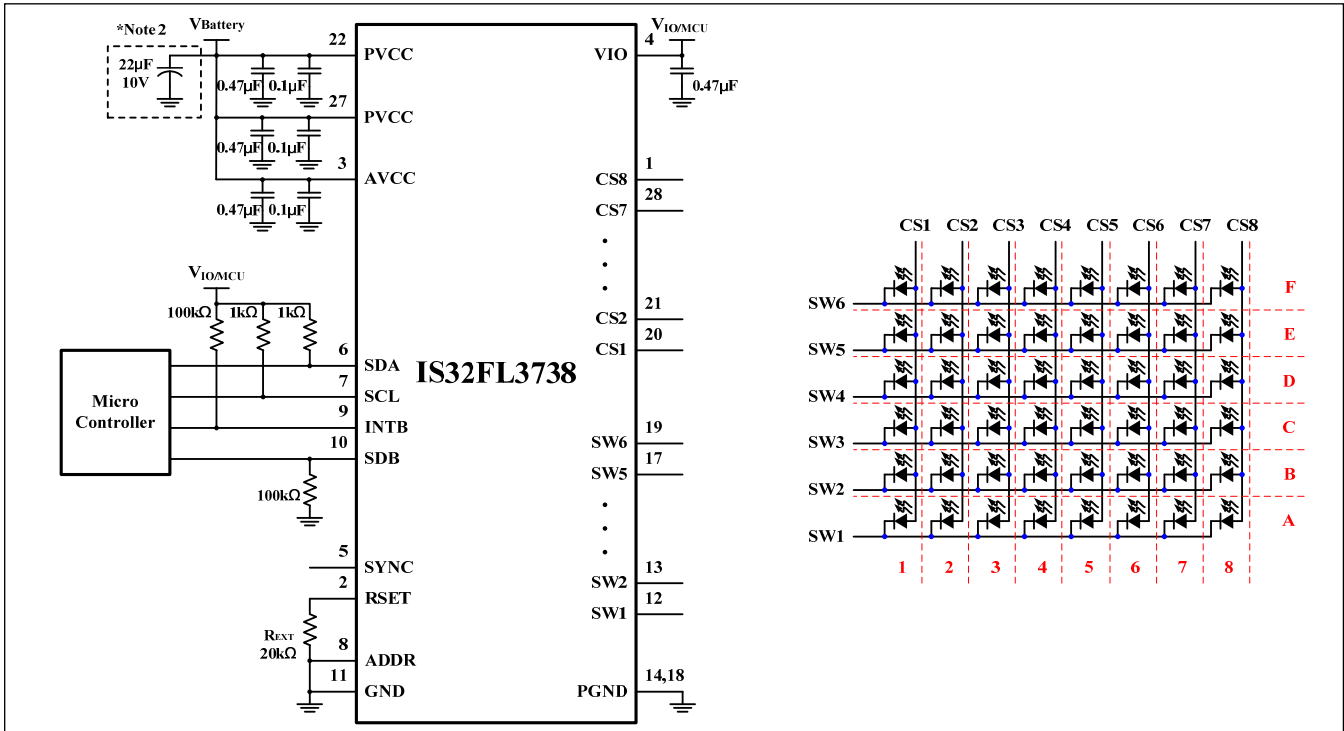 *Note 2
22µF
10V
VBattery
22
PVCC
0.47µF
0.1µF
27
PVCC
0.47µF
0.1µF
3
AVCC
0.47µF
0.1µF
VIO/MCU
100kΩ
1kΩ
1kΩ
Micro
Controller
6
SDA
7
SCL
9
INTB
10
SDB
100kΩ
5
SYNC
2
RSET
REXT
20kΩ
8
ADDR
11
GND
IS32FL3738
VIO/MCU
4
VIO
0.47µF
1
CS8
28
CS7
21
CS2
20
CS1
19
SW6
17
SW5
13
SW2
12
SW1
14,18
PGND
CS1 CS2 CS3 CS4 CS5 CS6 CS7 CS8
SW6 F
SW5 E
SW4 D
SW3 C
SW2 B
SW1 A
1 2 3 4 5 6 7 8